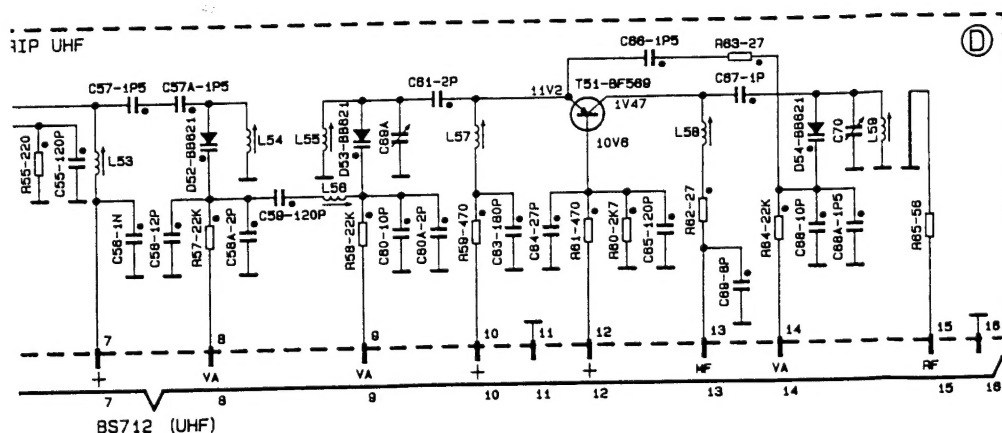 RIP UHF
D
C66-1P5
R63-27
C57-1P5
C57A-1P5
C61-2P
11V2
T51-BF569
1V47
C67-1P
10V6
R55-220
C55-120P
L53
D52-BB821
L54
L55
D53-BB821
C69A
L57
L58
D54-BB821
C70
L59
C56-1N
C58-12P
R57-22K
C58A-2P
C59-120P
L56
R58-22K
C60-10P
C60A-2P
R59-470
C63-180P
C64-27P
R61-470
R60-2K7
C65-120P
R62-27
C69-8P
R64-22K
C68-10P
C68A-1P5
R65-56
7 8 9 10 11 12 13 14 15 16
+ VA VA + + MF VA RF
7 8 9 10 11 12 13 14 15 16
BS712 (UHF)